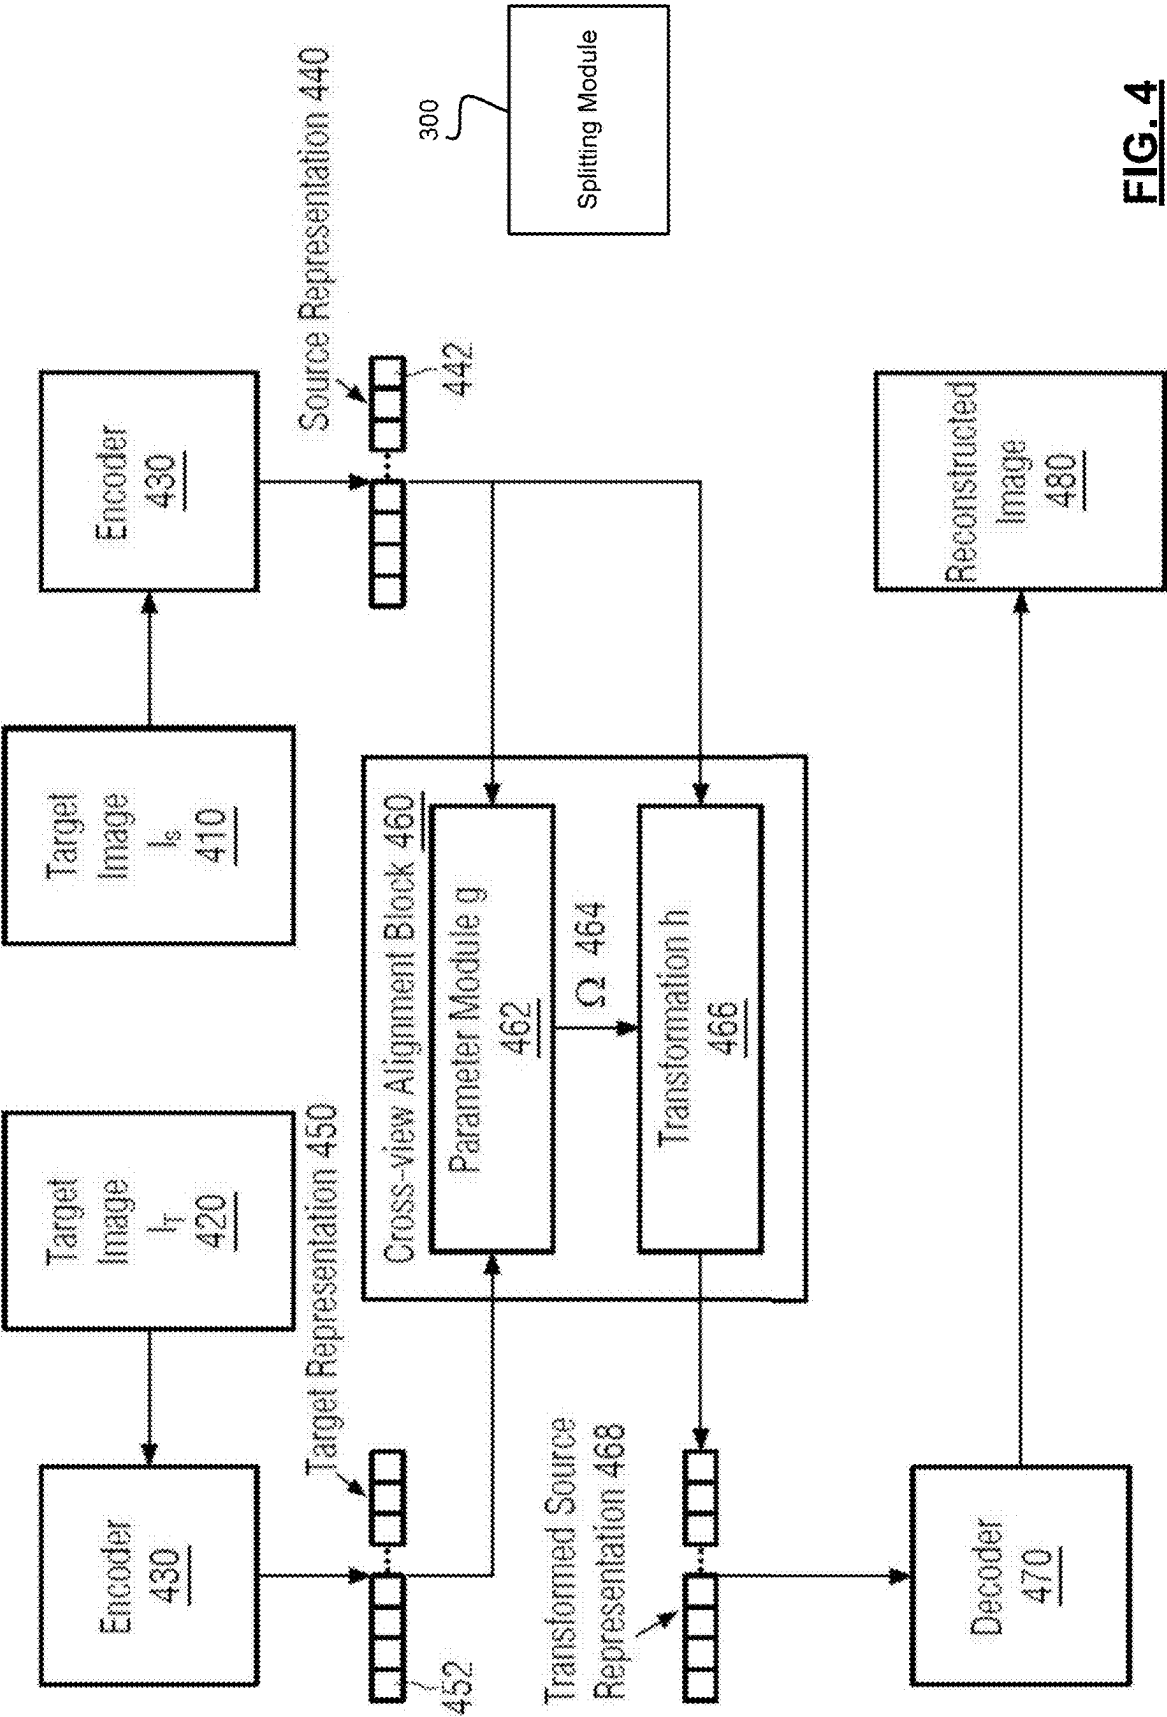 Target
Image
I_T
420
Target
Image
I_S
410
Encoder
430
Encoder
430
Target Representation 450
452
Source Representation 440
442
Cross-view Alignment Block 460
Parameter Module g
462
Ω 464
Transformation h
466
300
Splitting Module
Transformed Source
Representation 468
Decoder
470
Reconstructed
Image
480
FIG. 4